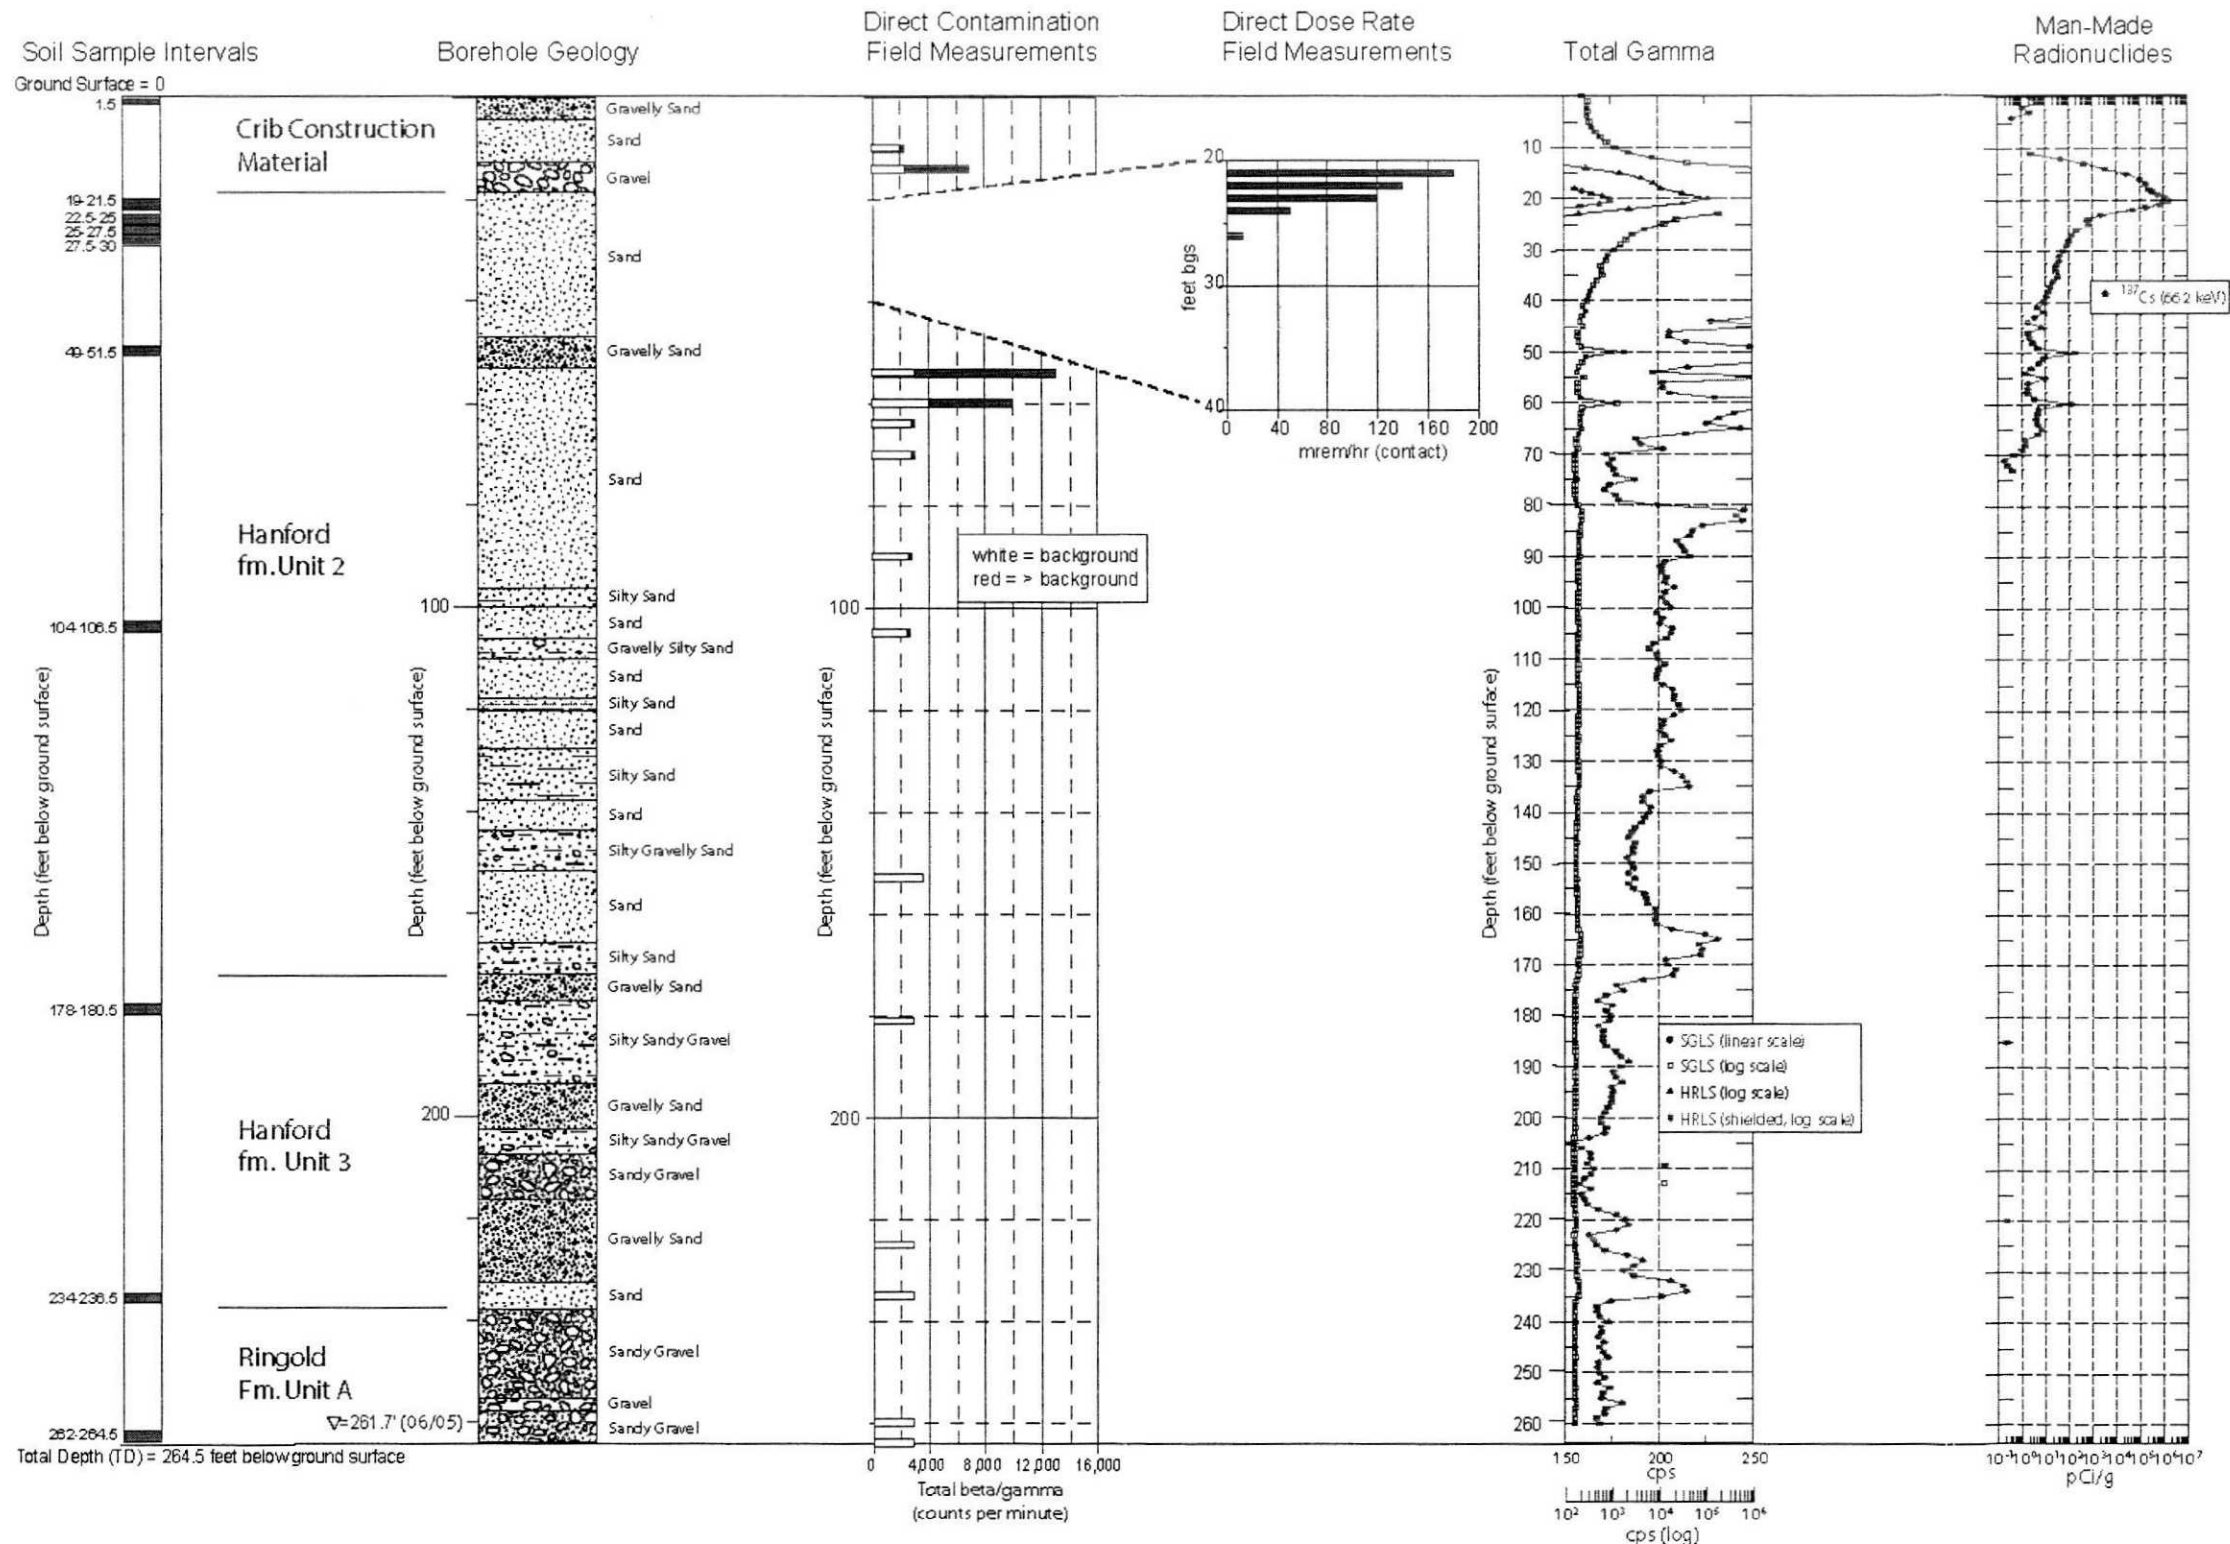 Soil Sample Intervals
Ground Surface = 0
1.5
19-21.5
22.5-25
25-27.5
27.5-30
49-51.5
104-106.5
178-180.5
234-236.5
262-264.5
Depth (feet below ground surface)
Total Depth (TD) = 264.5 feet below ground surface
Crib Construction
Material
Hanford
fm. Unit 2
Hanford
fm. Unit 3
Ringold
Fm. Unit A
=261.7' (06/05)
Borehole Geology
Depth (feet below ground surface)
100
200
Gravelly Sand
Sand
Gravel
Sand
Gravelly Sand
Sand
Silty Sand
Sand
Gravelly Silty Sand
Sand
Silty Sand
Sand
Silty Sand
Sand
Silty Gravelly Sand
Sand
Silty Sand
Gravelly Sand
Silty Sandy Gravel
Gravelly Sand
Silty Sandy Gravel
Sandy Gravel
Gravelly Sand
Sand
Sandy Gravel
Gravel
Sandy Gravel
Direct Contamination
Field Measurements
Depth (feet below ground surface)
100
200
white = background
red = > background
0 4,000 8,000 12,000 16,000
Total beta/gamma
(counts per minute)
Direct Dose Rate
Field Measurements
20
30
40
feet bgs
0 40 80 120 160 200
mrem/hr (contact)
Total Gamma
Depth (feet below ground surface)
10
20
30
40
50
60
70
80
90
100
110
120
130
140
150
160
170
180
190
200
210
220
230
240
250
260
SGLS (linear scale)
SGLS (log scale)
HRLS (log scale)
HRLS (shielded, log scale)
150 200 250
cps
10² 10³ 10⁴ 10⁵ 10⁶
cps (log)
Man-Made
Radionuclides
¹³⁷Cs (662 keV)
10⁻¹ 10⁰ 10¹ 10² 10³ 10⁴ 10⁵ 10⁶ 10⁷
pCi/g